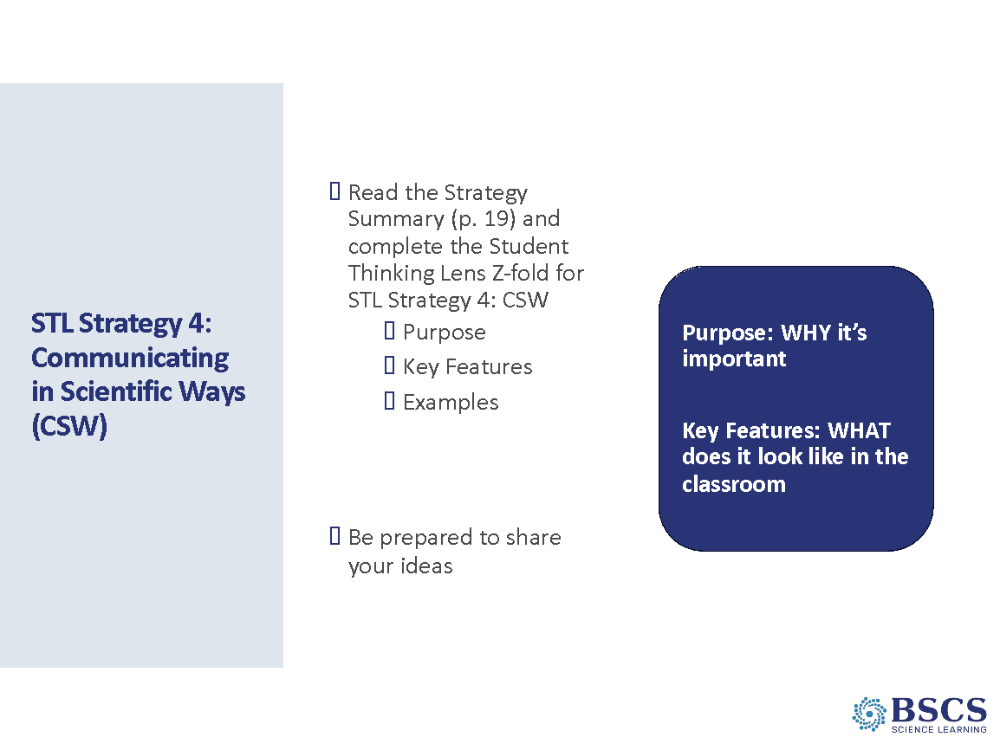 STL Strategy 4:
Communicating
in Scientific Ways
(CSW)
Read the Strategy
Summary (p. 19) and
complete the Student
Thinking Lens Z-fold for
STL Strategy 4: CSW
Purpose
Key Features
Examples
Be prepared to share
your ideas
Purpose: WHY it’s
important
Key Features: WHAT
does it look like in the
classroom
BSCS
SCIENCE LEARNING